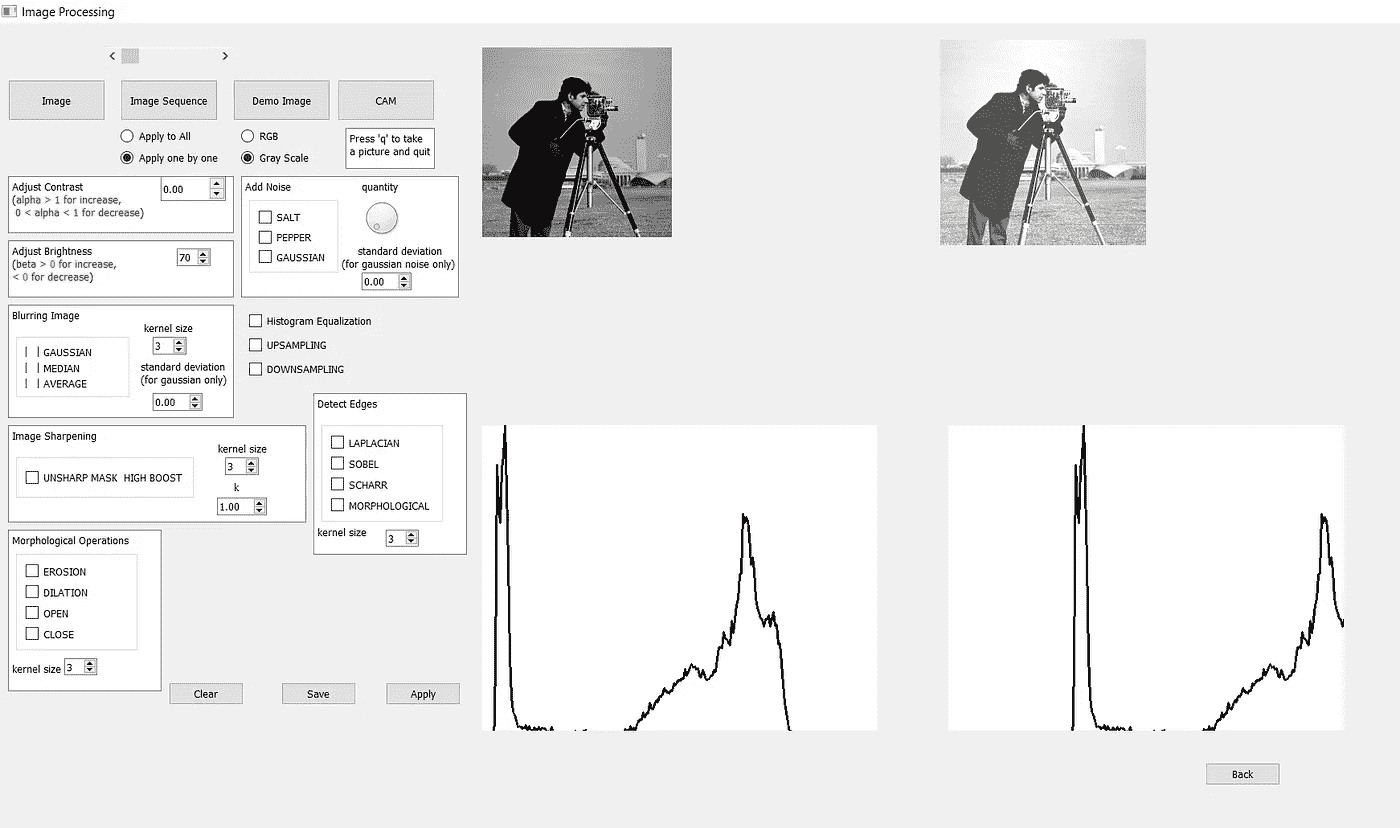 Image Processing
Image
Image Sequence
Demo Image
CAM
Apply to All
Apply one by one
RGB
Gray Scale
Press 'q' to take
a picture and quit
Adjust Contrast
(alpha > 1 for increase,
0 < alpha < 1 for decrease)
0.00
Adjust Brightness
(beta > 0 for increase,
< 0 for decrease)
70
Add Noise
quantity
SALT
PEPPER
GAUSSIAN
standard deviation
(for gaussian noise only)
0.00
Blurring Image
kernel size
3
GAUSSIAN
MEDIAN
AVERAGE
standard deviation
(for gaussian only)
0.00
Histogram Equalization
UPSAMPLING
DOWNSAMPLING
Detect Edges
LAPLACIAN
SOBEL
SCHARR
MORPHOLOGICAL
kernel size
3
Image Sharpening
kernel size
3
UNSHARP MASK HIGH BOOST
k
1.00
Morphological Operations
EROSION
DILATION
OPEN
CLOSE
kernel size 3
Clear
Save
Apply
Back